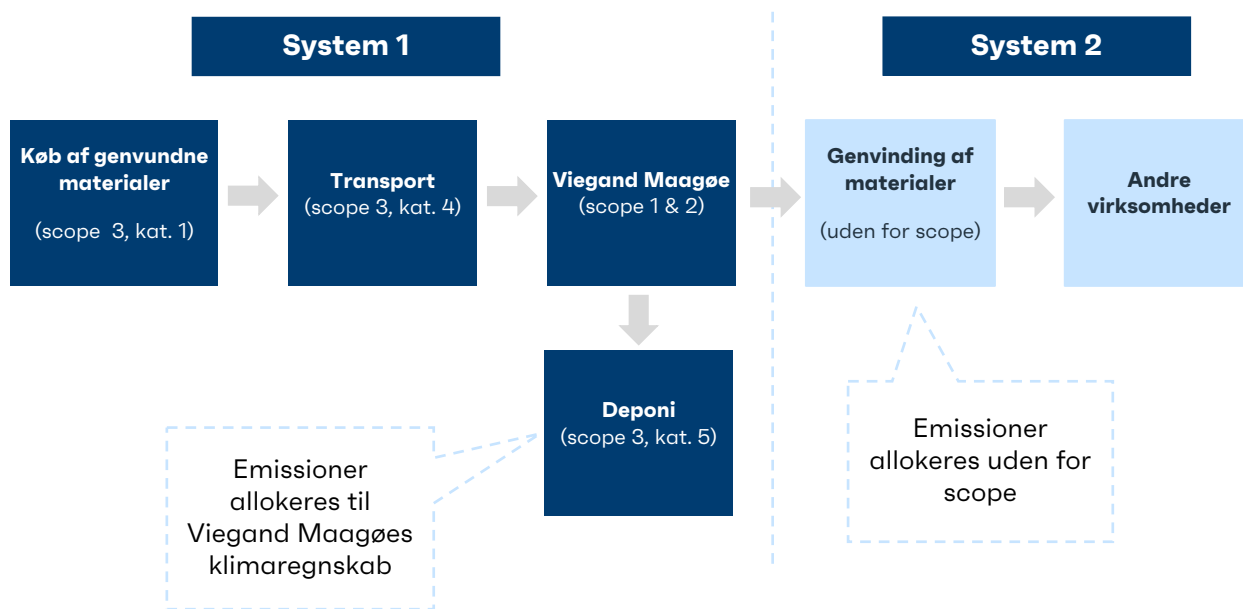 System 1
System 2
Køb af genvundne
materialer
(scope 3, kat. 1)
Transport
(scope 3, kat. 4)
Viegand Maagøe
(scope 1 & 2)
Genvinding af
materialer
(uden for scope)
Andre
virksomheder
Deponi
(scope 3, kat. 5)
Emissioner
allokeres til
Viegand Maagøes
klimaregnskab
Emissioner
allokeres uden for
scope